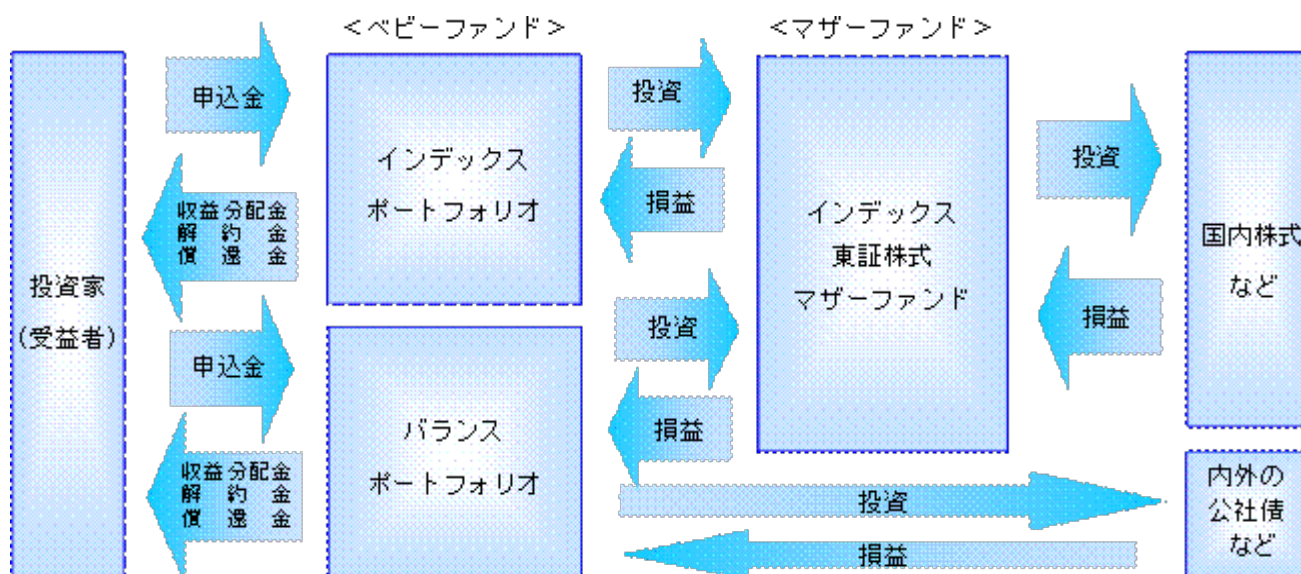 ＜ベビーファンド＞
＜マザーファンド＞
投資家
(受益者)
申込金
収益分配金
解約金
償還金
申込金
収益分配金
解約金
償還金
インデックス
ポートフォリオ
バランス
ポートフォリオ
投資
損益
投資
損益
インデックス
東証株式
マザーファンド
投資
損益
国内株式
など
投資
損益
内外の
公社債
など